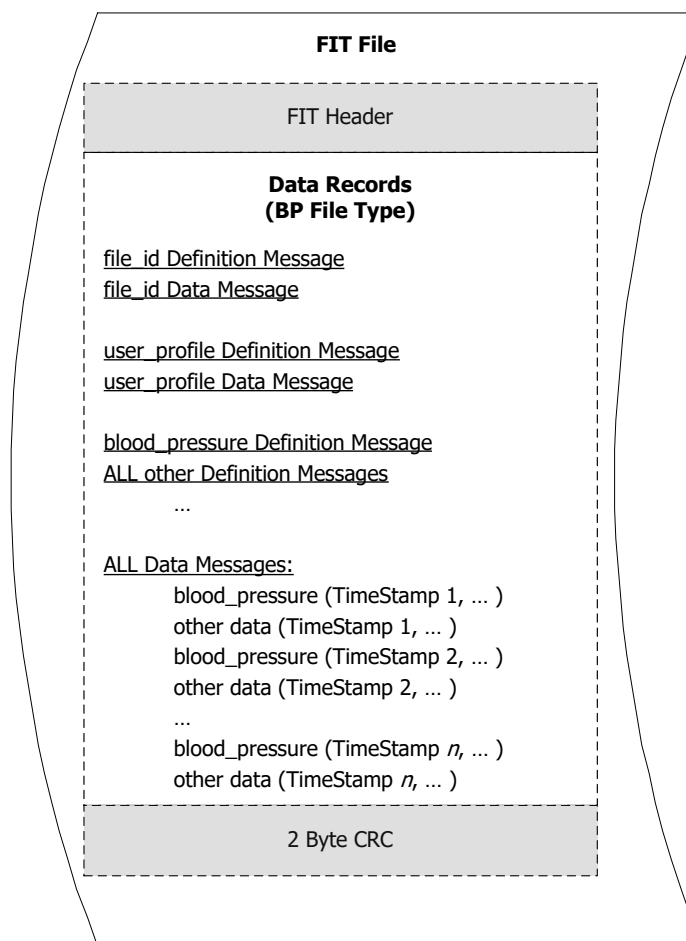 FIT File
FIT Header
Data Records
(BP File Type)
file_id Definition Message
file_id Data Message
user_profile Definition Message
user_profile Data Message
blood_pressure Definition Message
ALL other Definition Messages
…
ALL Data Messages:
blood_pressure (TimeStamp 1, … )
other data (TimeStamp 1, … )
blood_pressure (TimeStamp 2, … )
other data (TimeStamp 2, … )
…
blood_pressure (TimeStamp n, … )
other data (TimeStamp n, … )
2 Byte CRC